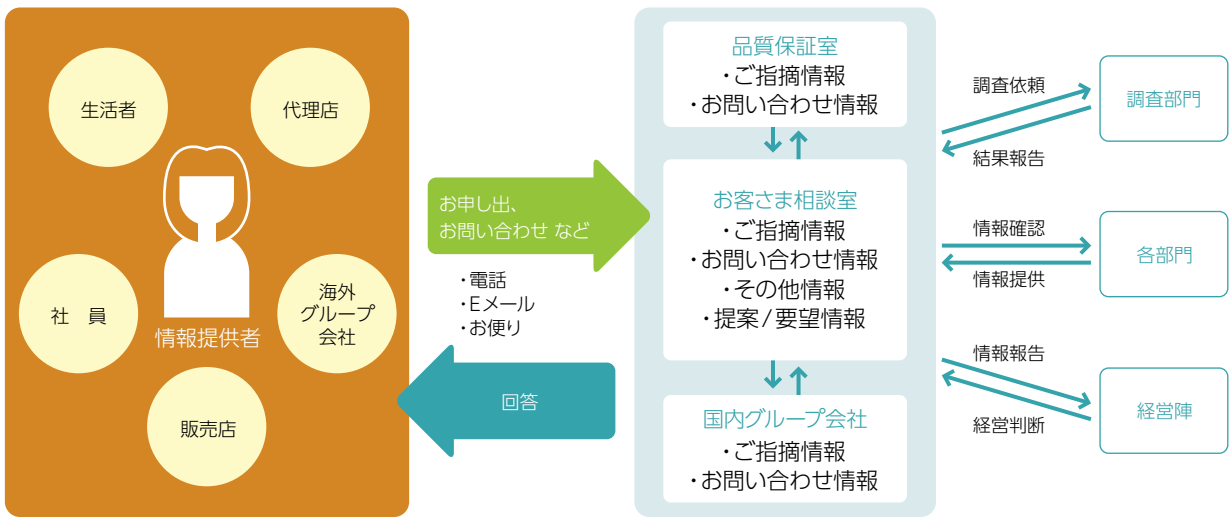 生活者
代理店
社 員
海外
グループ
会社
情報提供者
販売店
お申し出、
お問い合わせ など
・電話
・Eメール
・お便り
回答
品質保証室
・ご指摘情報
・お問い合わせ情報
お客さま相談室
・ご指摘情報
・お問い合わせ情報
・その他情報
・提案/要望情報
国内グループ会社
・ご指摘情報
・お問い合わせ情報
調査依頼
結果報告
調査部門
情報確認
情報提供
各部門
情報報告
経営判断
経営陣